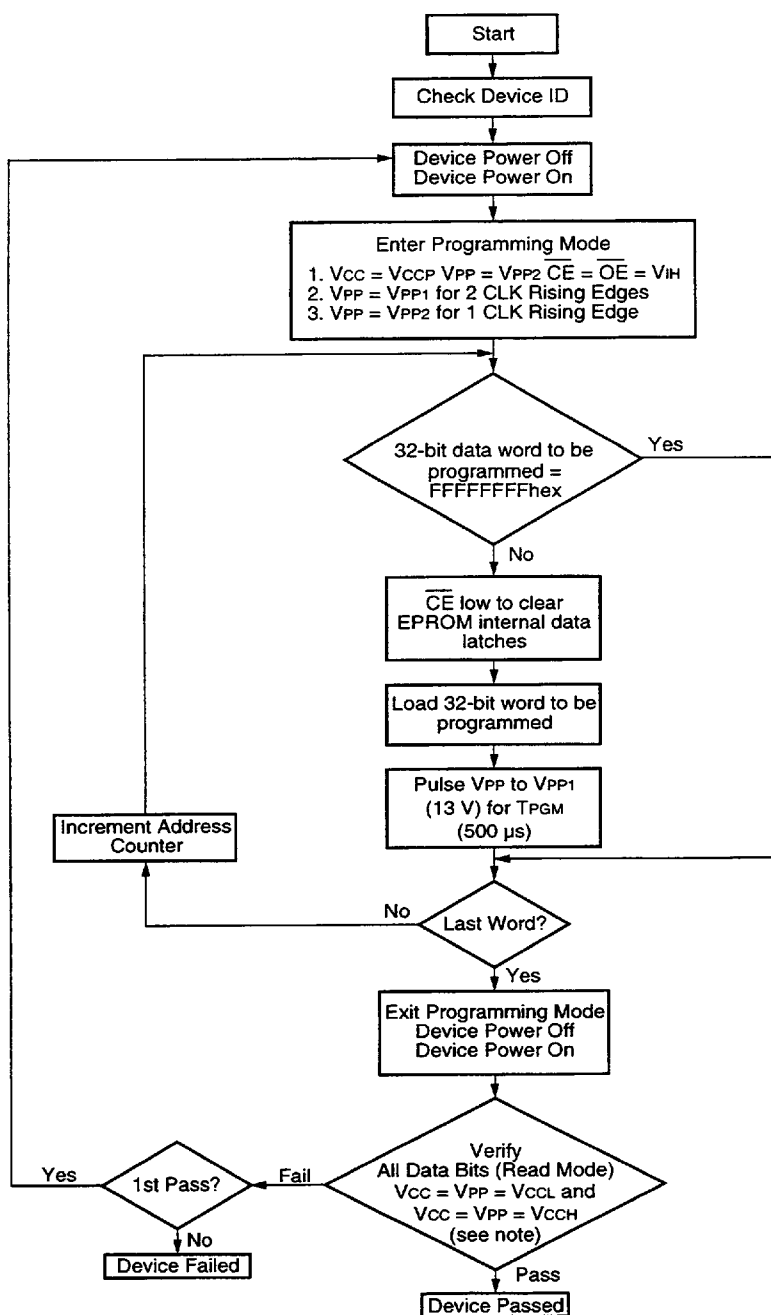 Start
Check Device ID
Device Power Off
Device Power On
Enter Programming Mode
1. VCC = VCCP VPP = VPP2 C̅E̅ = O̅E̅ = VIH
2. VPP = VPP1 for 2 CLK Rising Edges
3. VPP = VPP2 for 1 CLK Rising Edge
32-bit data word to be
programmed =
FFFFFFFFhex
Yes
No
C̅E̅ low to clear
EPROM internal data
latches
Load 32-bit word to be
programmed
Pulse VPP to VPP1
(13 V) for TPGM
(500 µs)
Increment Address
Counter
No
Last Word?
Yes
Exit Programming Mode
Device Power Off
Device Power On
Verify
All Data Bits (Read Mode)
VCC = VPP = VCCL and
VCC = VPP = VCCH
(see note)
Fail
1st Pass?
Yes
No
Device Failed
Pass
Device Passed